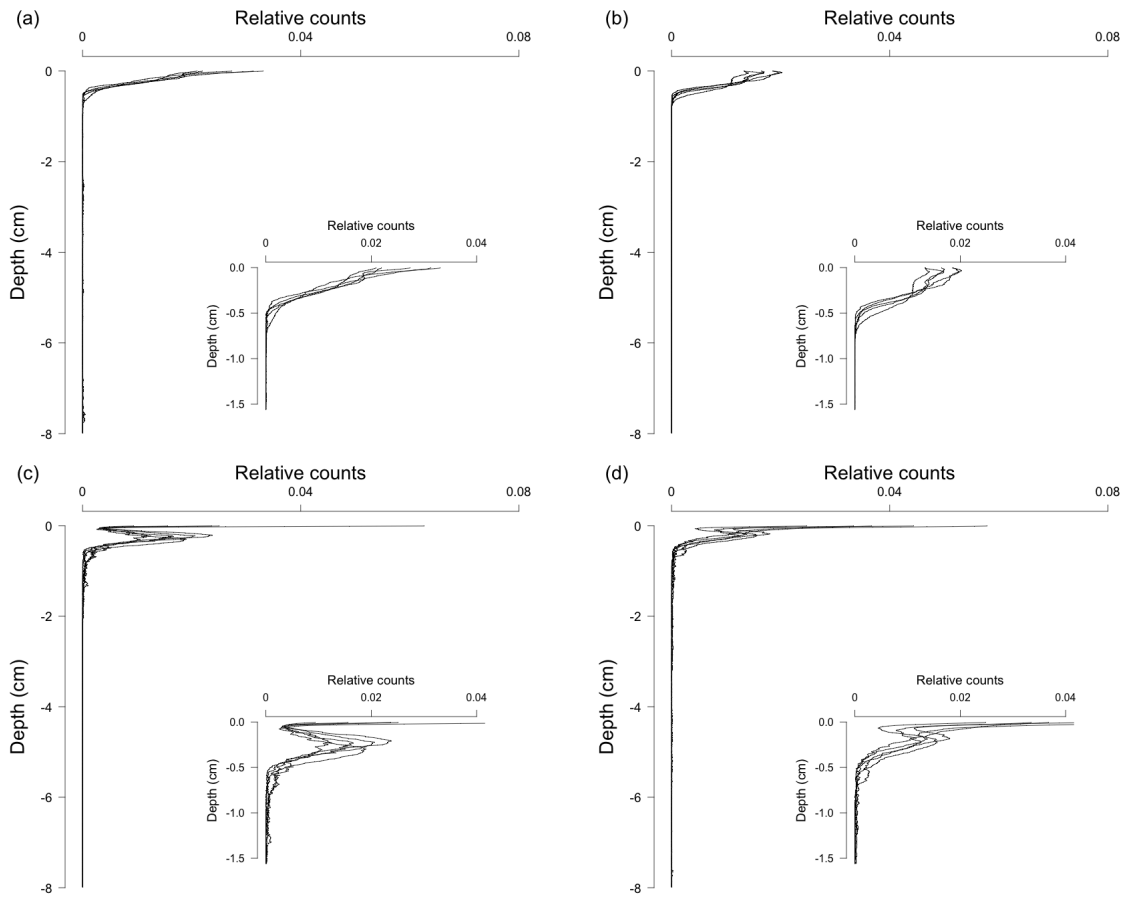 (a) Relative counts
0 0.04 0.08
0
-2
-4
-6
-8
Depth (cm)
Relative counts
0 0.02 0.04
0.0
-0.5
-1.0
-1.5
Depth (cm)
(b) Relative counts
0 0.04 0.08
0
-2
-4
-6
-8
Depth (cm)
Relative counts
0 0.02 0.04
0.0
-0.5
-1.0
-1.5
Depth (cm)
(c) Relative counts
0 0.04 0.08
0
-2
-4
-6
-8
Depth (cm)
Relative counts
0 0.02 0.04
0.0
-0.5
-1.0
-1.5
Depth (cm)
(d) Relative counts
0 0.04 0.08
0
-2
-4
-6
-8
Depth (cm)
Relative counts
0 0.02 0.04
0.0
-0.5
-1.0
-1.5
Depth (cm)